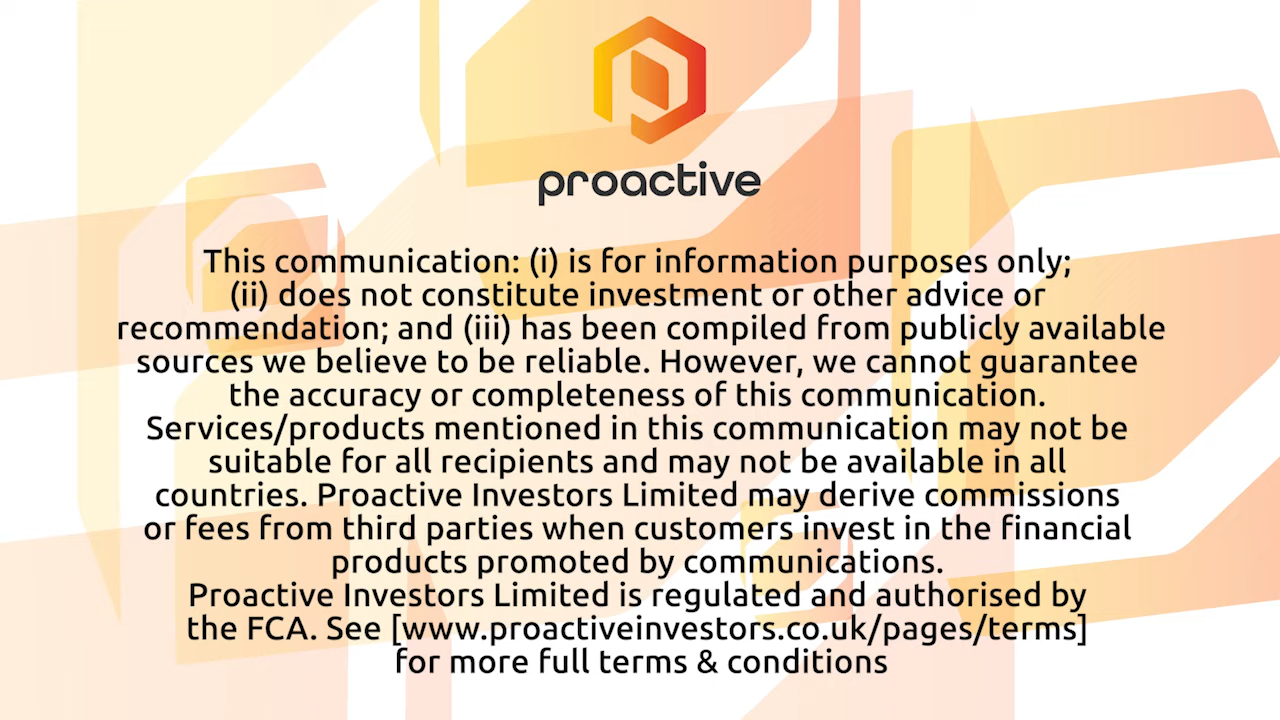 proactive
This communication: (i) is for information purposes only;
(ii) does not constitute investment or other advice or
recommendation; and (iii) has been compiled from publicly available
sources we believe to be reliable. However, we cannot guarantee
the accuracy or completeness of this communication.
Services/products mentioned in this communication may not be
suitable for all recipients and may not be available in all
countries. Proactive Investors Limited may derive commissions
or fees from third parties when customers invest in the financial
products promoted by communications.
Proactive Investors Limited is regulated and authorised by
the FCA. See [www.proactiveinvestors.co.uk/pages/terms]
for more full terms & conditions